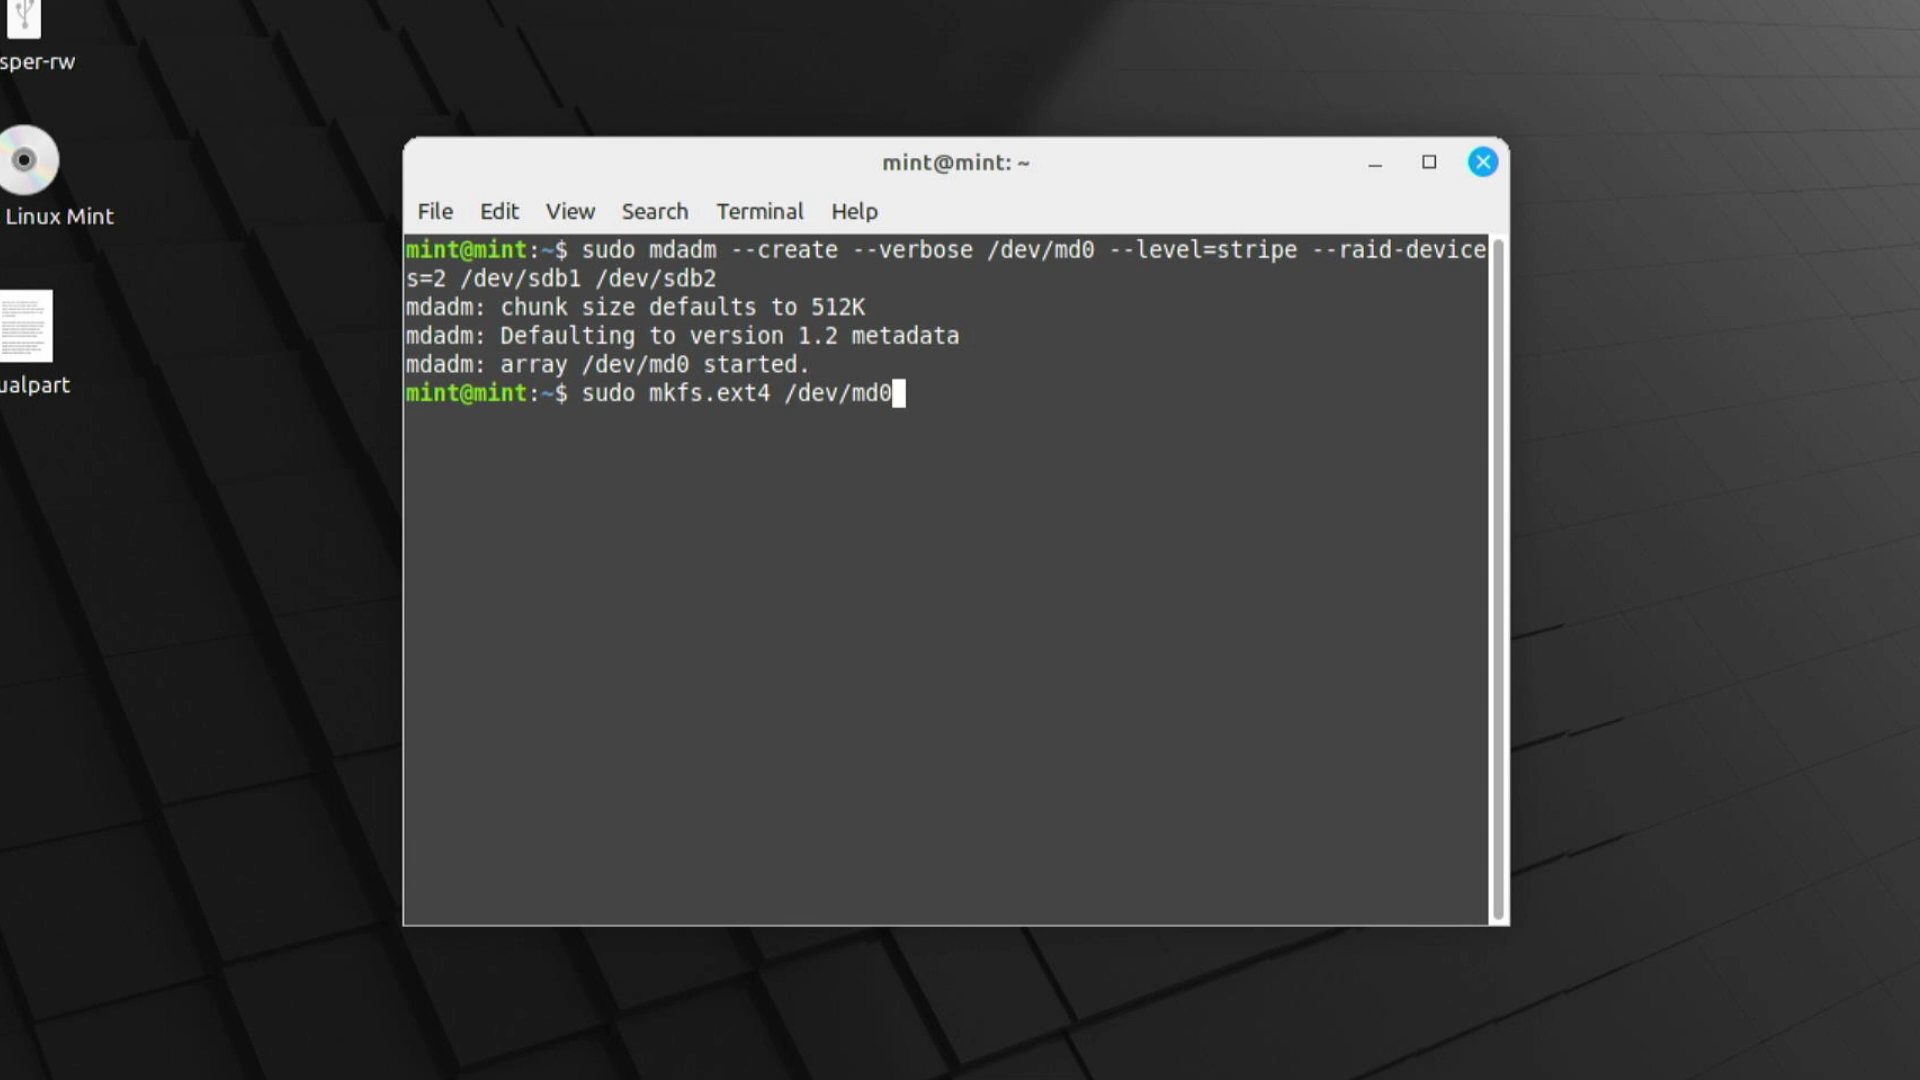 sper-rw
Linux Mint
ualpart
mint@mint: ~
File Edit View Search Terminal Help
mint@mint:~$ sudo mdadm --create --verbose /dev/md0 --level=stripe --raid-device
s=2 /dev/sdb1 /dev/sdb2
mdadm: chunk size defaults to 512K
mdadm: Defaulting to version 1.2 metadata
mdadm: array /dev/md0 started.
mint@mint:~$ sudo mkfs.ext4 /dev/md0